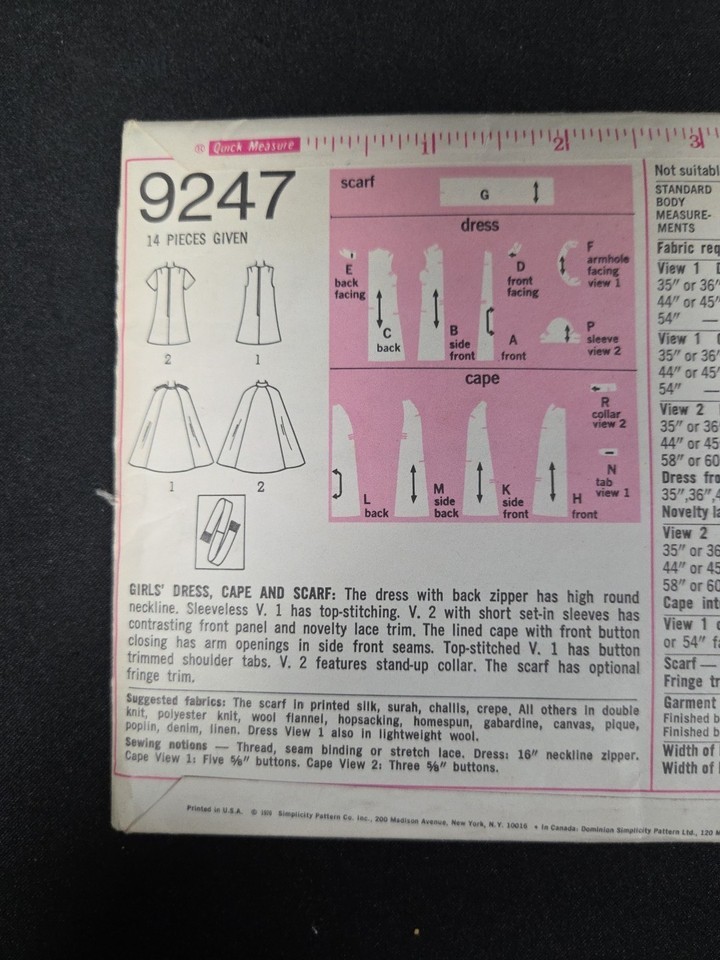 ® Quick Measure 1 2 3
9247
14 PIECES GIVEN
2 1
1 2
scarf
G
dress
E
back
facing
C
back
B
side
front
A
front
D
front
facing
F
armhole
facing
view 1
P
sleeve
view 2
cape
L
back
M
side
back
K
side
front
H
front
R
collar
view 2
N
tab
view 1
GIRLS' DRESS, CAPE AND SCARF: The dress with back zipper has high round
neckline. Sleeveless V. 1 has top-stitching. V. 2 with short set-in sleeves has
contrasting front panel and novelty lace trim. The lined cape with front button
closing has arm openings in side front seams. Top-stitched V. 1 has button
trimmed shoulder tabs. V. 2 features stand-up collar. The scarf has optional
fringe trim.
Suggested fabrics: The scarf in printed silk, surah, challis, crepe. All others in double
knit, polyester knit, wool flannel, hopsacking, homespun, gabardine, canvas, pique,
poplin, denim, linen. Dress View 1 also in lightweight wool.
Sewing notions — Thread, seam binding or stretch lace. Dress: 16" neckline zipper.
Cape View 1: Five ⅝" buttons. Cape View 2: Three ⅝" buttons.
Not suitabl
STANDARD
BODY
MEASURE-
MENTS
Fabric req
View 1 D
35" or 36"
44" or 45"
54" —
View 1 C
35" or 36"
44" or 45"
54" —
View 2
35" or 36
44" or 45
58" or 60
Dress fro
35",36",4
Novelty la
View 2
35" or 36
44" or 45
58" or 60
Cape int
View 1 c
or 54" fa
Scarf —
Fringe tr
Garment
Finished b
Finished b
Width of
Width of
Printed in U.S.A. © Simplicity Pattern Co. Inc., 200 Madison Avenue, New York, N.Y. 10016 • In Canada: Dominion Simplicity Pattern Ltd., 120 M